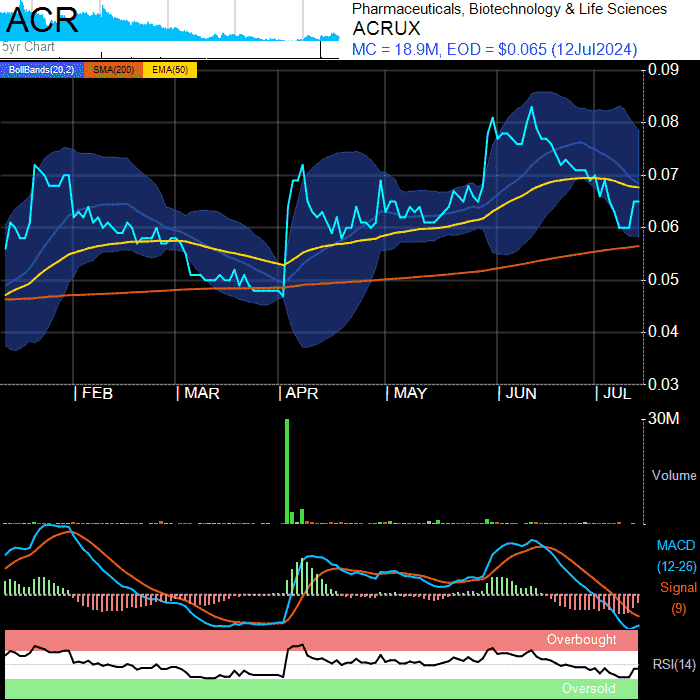 ACR
5yr Chart
Pharmaceuticals, Biotechnology & Life Sciences
ACRUX
MC = 18.9M, EOD = $0.065 (12Jul2024)
BollBands(20,2) SMA(200) EMA(50)
0.09
0.08
0.07
0.06
0.05
0.04
0.03
| FEB | MAR | APR | MAY | JUN | JUL
30M
Volume
MACD
(12-26)
Signal
(9)
Overbought
RSI(14)
Oversold